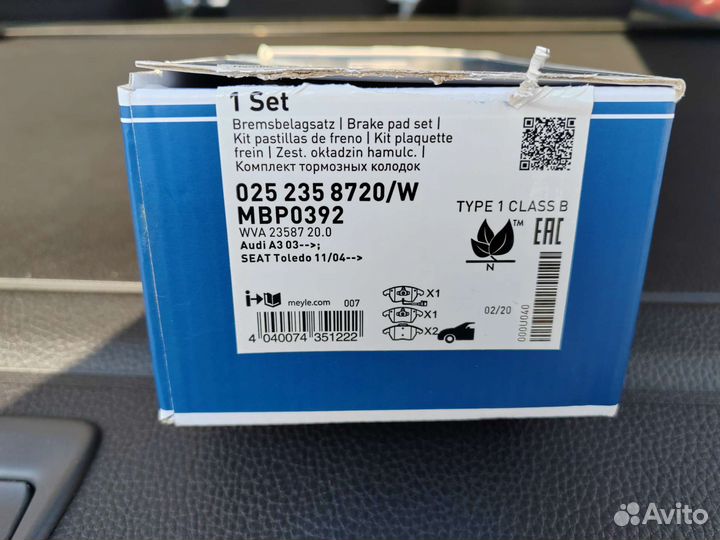 1 Set
Bremsbelagsatz | Brake pad set |
Kit pastillas de freno | Kit plaquette
frein | Zest. okładzin hamulc. |
Комплект тормозных колодок
025 235 8720/W
MBP0392
WVA 23587 20.0
Audi A3 03-->;
SEAT Toledo 11/04-->
TYPE 1 CLASS B
TM
EAC
N
meyle.com 007
X1
X1
X2
4 040074 351222
02/20
000U040
Avito